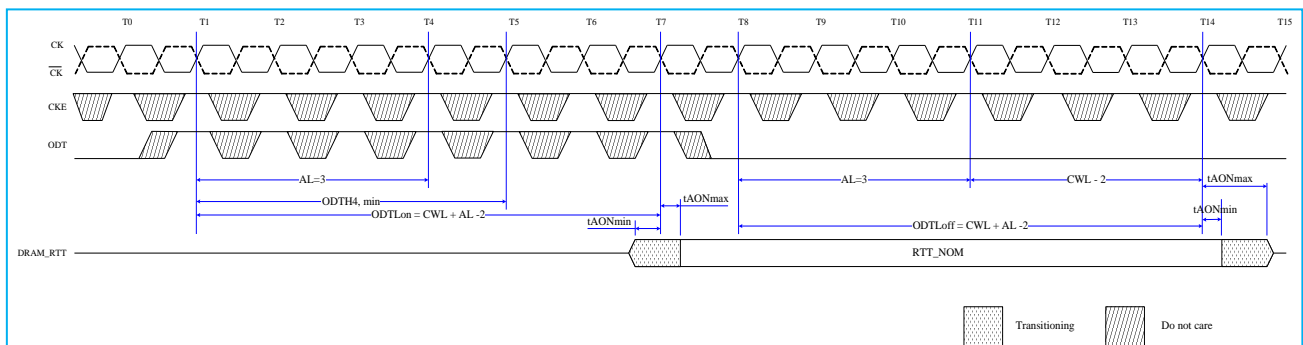 T0 T1 T2 T3 T4 T5 T6 T7 T8 T9 T10 T11 T12 T13 T14 T15
CK
CK
CKE
ODT
AL=3
AL=3
CWL - 2
tAONmax
ODTH4, min
tAONmax
ODTLon = CWL + AL -2
tAONmin
tAONmin
ODTLoff = CWL + AL -2
DRAM_RTT
RTT_NOM
Transitioning
Do not care